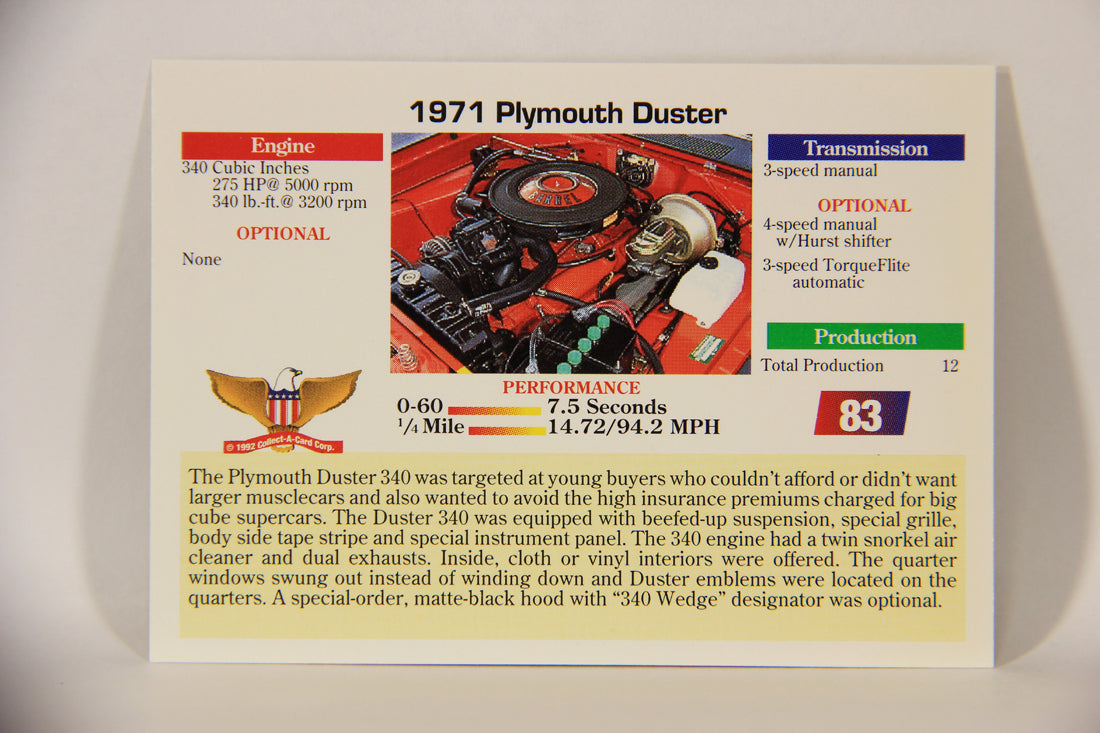 1971 Plymouth Duster
Engine
340 Cubic Inches
275 HP@ 5000 rpm
340 lb.-ft.@ 3200 rpm
OPTIONAL
None
Transmission
3-speed manual
OPTIONAL
4-speed manual
w/Hurst shifter
3-speed TorqueFlite
automatic
Production
Total Production 12
83
PERFORMANCE
0-60 7.5 Seconds
1/4 Mile 14.72/94.2 MPH
© 1992 Collect-A-Card Corp.
The Plymouth Duster 340 was targeted at young buyers who couldn't afford or didn't want
larger musclecars and also wanted to avoid the high insurance premiums charged for big
cube supercars. The Duster 340 was equipped with beefed-up suspension, special grille,
body side tape stripe and special instrument panel. The 340 engine had a twin snorkel air
cleaner and dual exhausts. Inside, cloth or vinyl interiors were offered. The quarter
windows swung out instead of winding down and Duster emblems were located on the
quarters. A special-order, matte-black hood with "340 Wedge" designator was optional.